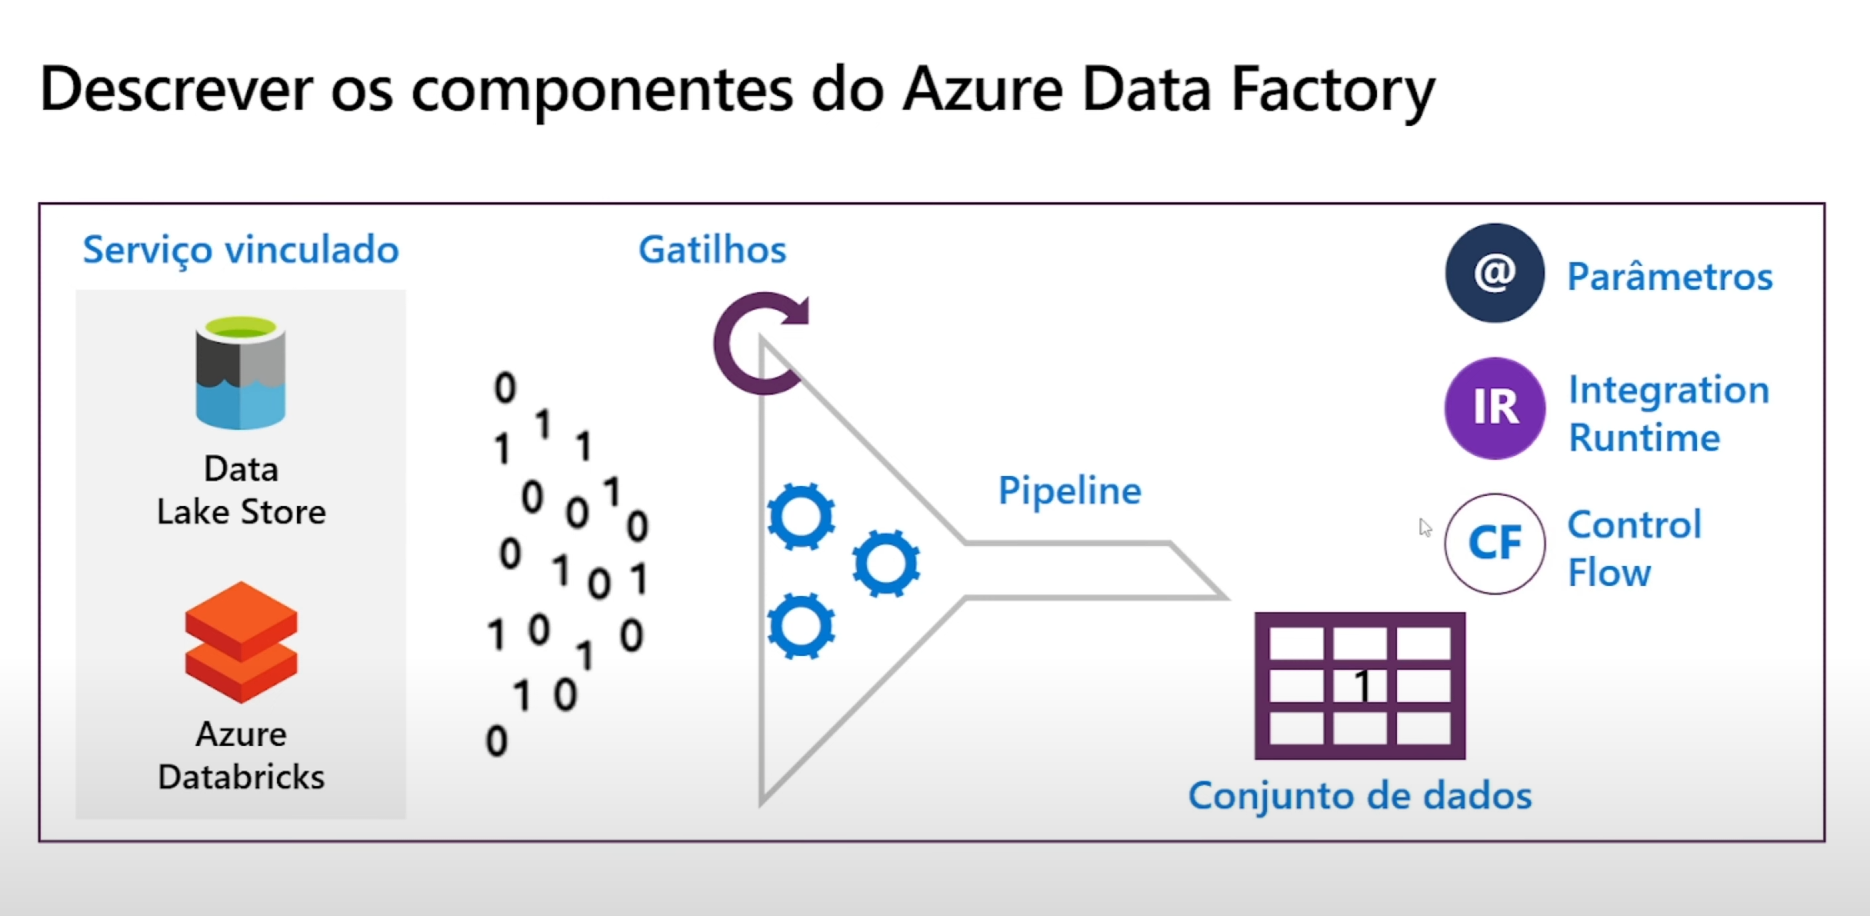 Descrever os componentes do Azure Data Factory
Serviço vinculado
Data
Lake Store
Azure
Databricks
Gatilhos
0
1
1 1
0 0 1 0
0 1 0 1
1 0 1 0
1 0
0
Pipeline
1
Conjunto de dados
@ Parâmetros
IR Integration
Runtime
CF Control
Flow